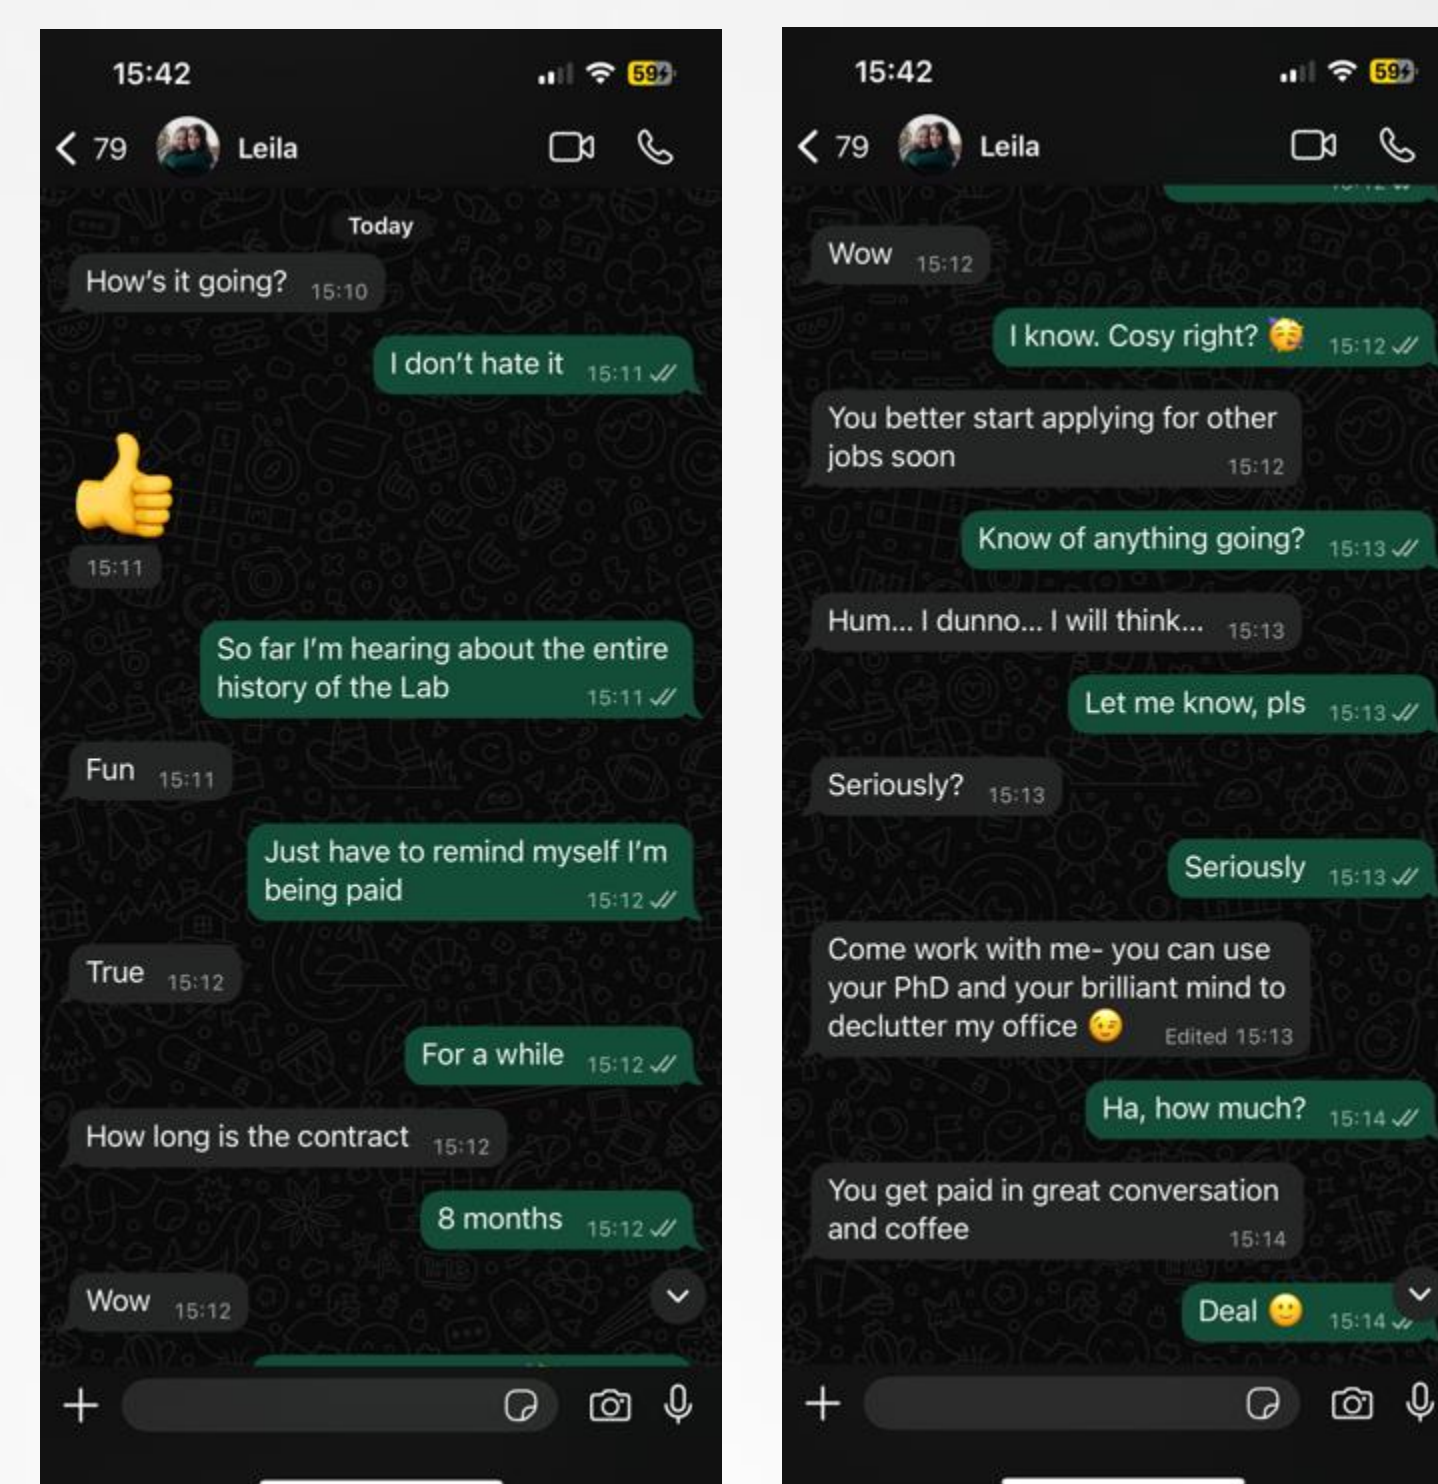 15:42
59
79
Leila
Today
How's it going? 15:10
I don't hate it 15:11
👍
15:11
So far I'm hearing about the entire
history of the Lab 15:11
Fun 15:11
Just have to remind myself I'm
being paid 15:12
True 15:12
For a while 15:12
How long is the contract 15:12
8 months 15:12
Wow 15:12
15:42
59
79
Leila
Wow 15:12
I know. Cosy right? 🥳 15:12
You better start applying for other
jobs soon 15:12
Know of anything going? 15:13
Hum... I dunno... I will think... 15:13
Let me know, pls 15:13
Seriously? 15:13
Seriously 15:13
Come work with me- you can use
your PhD and your brilliant mind to
declutter my office 😉 Edited 15:13
Ha, how much? 15:14
You get paid in great conversation
and coffee 15:14
Deal 🙂 15:14